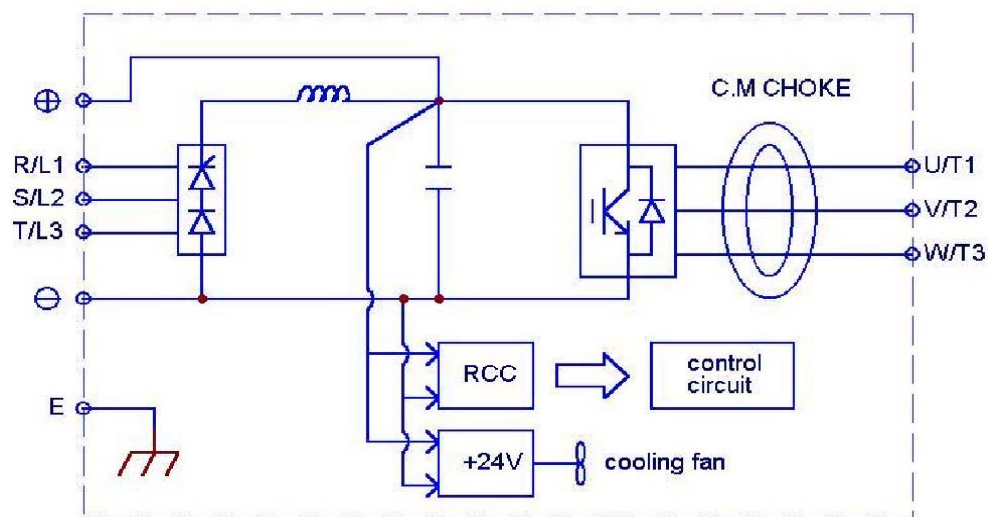 C.M CHOKE
⊕
R/L1
S/L2
T/L3
⊖
E
U/T1
V/T2
W/T3
RCC
control
circuit
+24V
cooling fan